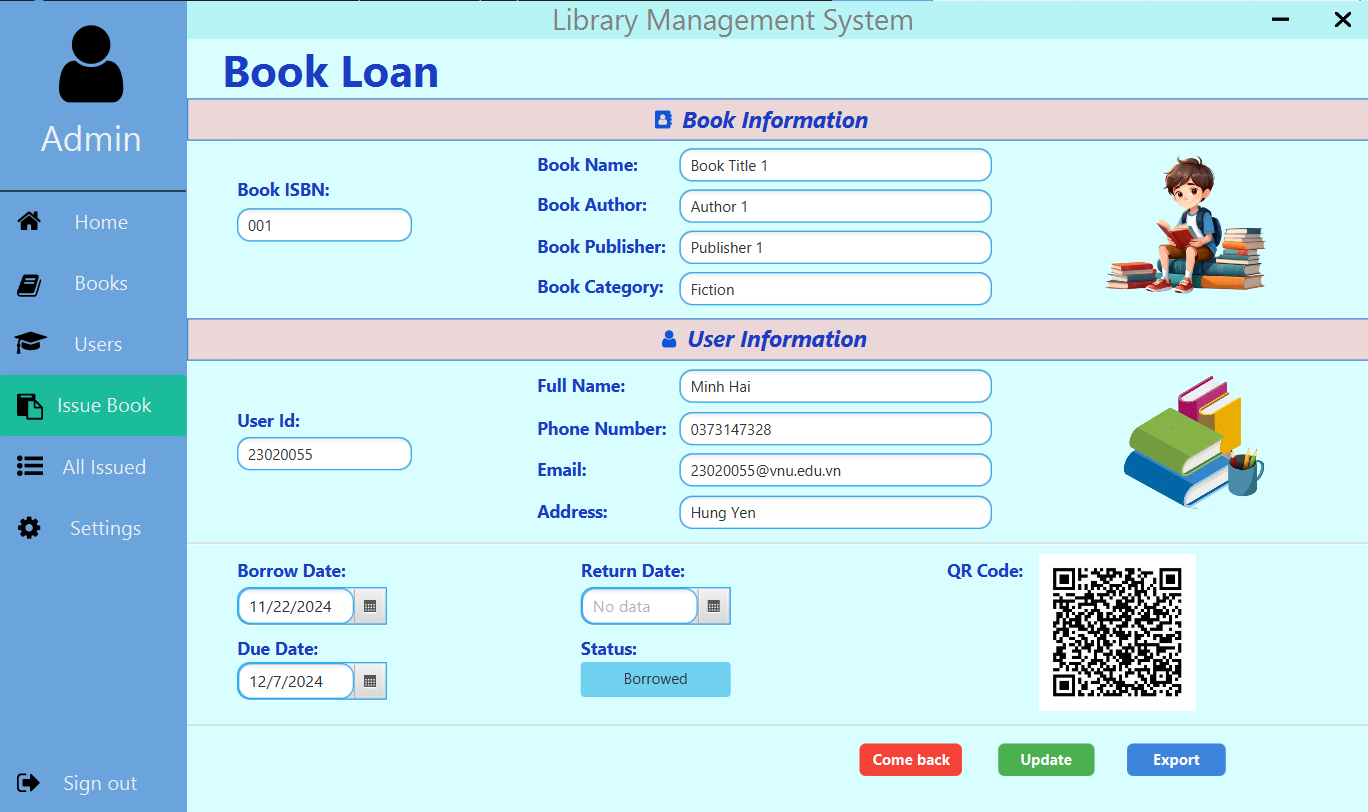 Library Management System
Admin
Home
Books
Users
Issue Book
All Issued
Settings
Sign out
Book Loan
Book Information
Book ISBN:
001
Book Name:
Book Title 1
Book Author:
Author 1
Book Publisher:
Publisher 1
Book Category:
Fiction
User Information
User Id:
23020055
Full Name:
Minh Hai
Phone Number:
0373147328
Email:
23020055@vnu.edu.vn
Address:
Hung Yen
Borrow Date:
11/22/2024
Due Date:
12/7/2024
Return Date:
No data
Status:
Borrowed
QR Code:
Come back
Update
Export